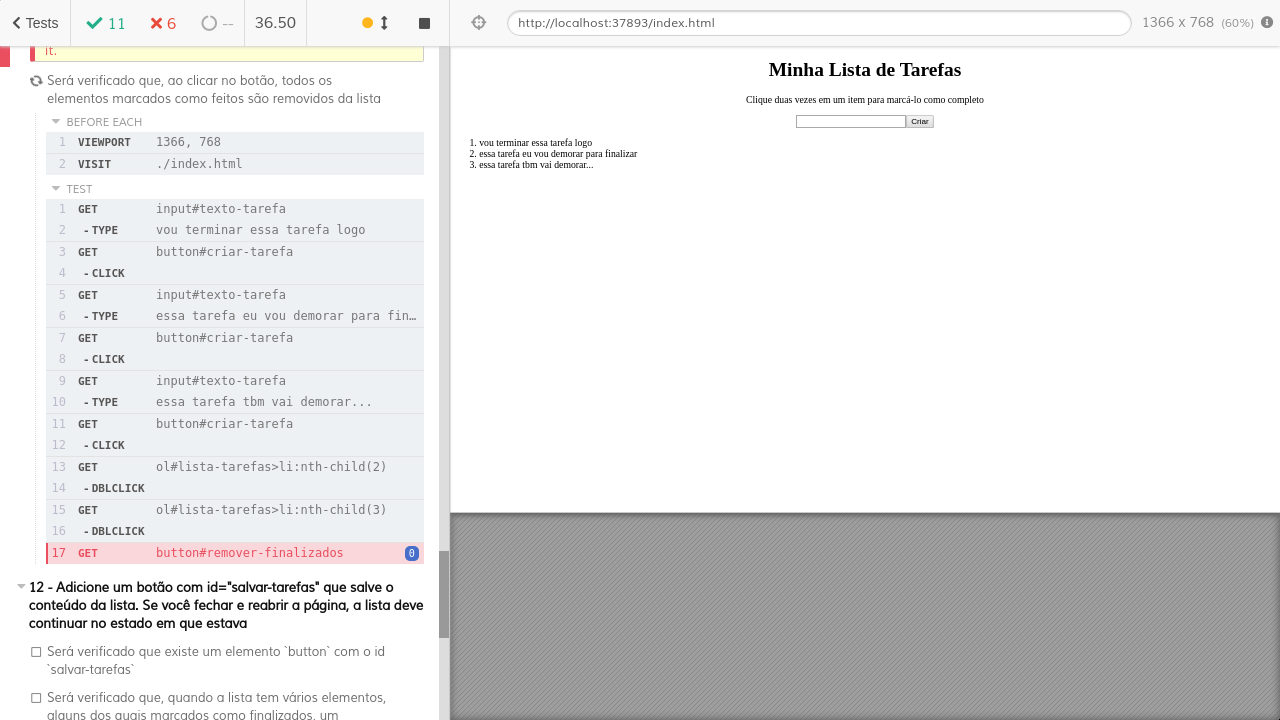 Tests 11 6 -- 36.50
http://localhost:37893/index.html 1366 x 768 (60%)
it.
Será verificado que, ao clicar no botão, todos os
elementos marcados como feitos são removidos da lista
BEFORE EACH
1 VIEWPORT 1366, 768
2 VISIT ./index.html
TEST
1 GET input#texto-tarefa
2 -TYPE vou terminar essa tarefa logo
3 GET button#criar-tarefa
4 -CLICK
5 GET input#texto-tarefa
6 -TYPE essa tarefa eu vou demorar para fin…
7 GET button#criar-tarefa
8 -CLICK
9 GET input#texto-tarefa
10 -TYPE essa tarefa tbm vai demorar...
11 GET button#criar-tarefa
12 -CLICK
13 GET ol#lista-tarefas>li:nth-child(2)
14 -DBLCLICK
15 GET ol#lista-tarefas>li:nth-child(3)
16 -DBLCLICK
17 GET button#remover-finalizados 0
12 - Adicione um botão com id="salvar-tarefas" que salve o
conteúdo da lista. Se você fechar e reabrir a página, a lista deve
continuar no estado em que estava
Será verificado que existe um elemento `button` com o id
`salvar-tarefas`
Será verificado que, quando a lista tem vários elementos,
alguns dos quais marcados como finalizados, um
Minha Lista de Tarefas
Clique duas vezes em um item para marcá-lo como completo
Criar
1. vou terminar essa tarefa logo
2. essa tarefa eu vou demorar para finalizar
3. essa tarefa tbm vai demorar...